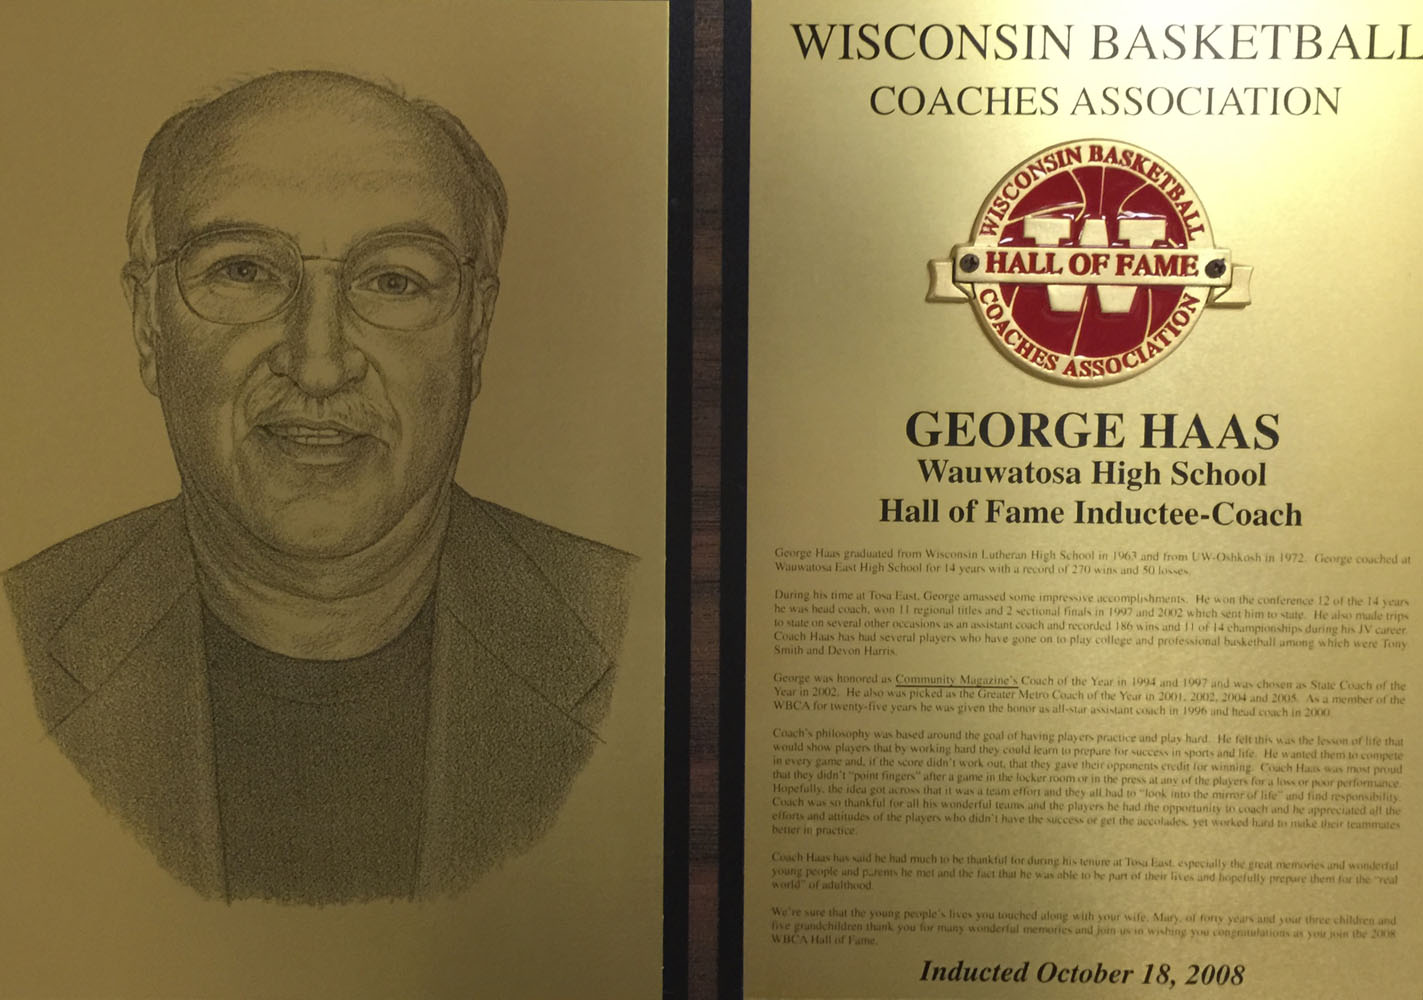 WISCONSIN BASKETBALL
COACHES ASSOCIATION
WISCONSIN BASKETBALL
W
HALL OF FAME
COACHES ASSOCIATION
GEORGE HAAS
Wauwatosa High School
Hall of Fame Inductee-Coach
George Haas graduated from Wisconsin Lutheran High School in 1963 and from UW-Oshkosh in 1972. George coached at
Wauwatosa East High School for 14 years with a record of 270 wins and 50 losses.
During his time at Tosa East, George amassed some impressive accomplishments. He won the conference 12 of the 14 years
he was head coach, won 11 regional titles and 2 sectional finals in 1997 and 2002 which sent him to state. He also made trips
to state on several other occasions as an assistant coach and recorded 186 wins and 11 of 14 championships during his JV career.
Coach Haas has had several players who have gone on to play college and professional basketball among which were Tony
Smith and Devon Harris.
George was honored as Community Magazine's Coach of the Year in 1994 and 1997 and was chosen as State Coach of the
Year in 2002. He also was picked as the Greater Metro Coach of the Year in 2001, 2002, 2004 and 2005. As a member of the
WBCA for twenty-five years he was given the honor as all-star assistant coach in 1996 and head coach in 2000.
Coach's philosophy was based around the goal of having players practice and play hard. He felt this was the lesson of life that
would show players that by working hard they could learn to prepare for success in sports and life. He wanted them to compete
in every game and, if the score didn't work out, that they gave their opponents credit for winning. Coach Haas was most proud
that they didn't "point fingers" after a game in the locker room or in the press at any of the players for a loss or poor performance.
Hopefully, the idea got across that it was a team effort and they all had to "look into the mirror of life" and find responsibility.
Coach was so thankful for all his wonderful teams and the players he had the opportunity to coach and he appreciated all the
efforts and attitudes of the players who didn't have the success or get the accolades, yet worked hard to make their teammates
better in practice.
Coach Haas has said he had much to be thankful for during his tenure at Tosa East, especially the great memories and wonderful
young people and parents he met and the fact that he was able to be part of their lives and hopefully prepare them for the "real
world" of adulthood.
We're sure that the young people's lives you touched along with your wife, Mary, of forty years and your three children and
five grandchildren thank you for many wonderful memories and join us in wishing you congratulations as you join the 2008
WBCA Hall of Fame.
Inducted October 18, 2008